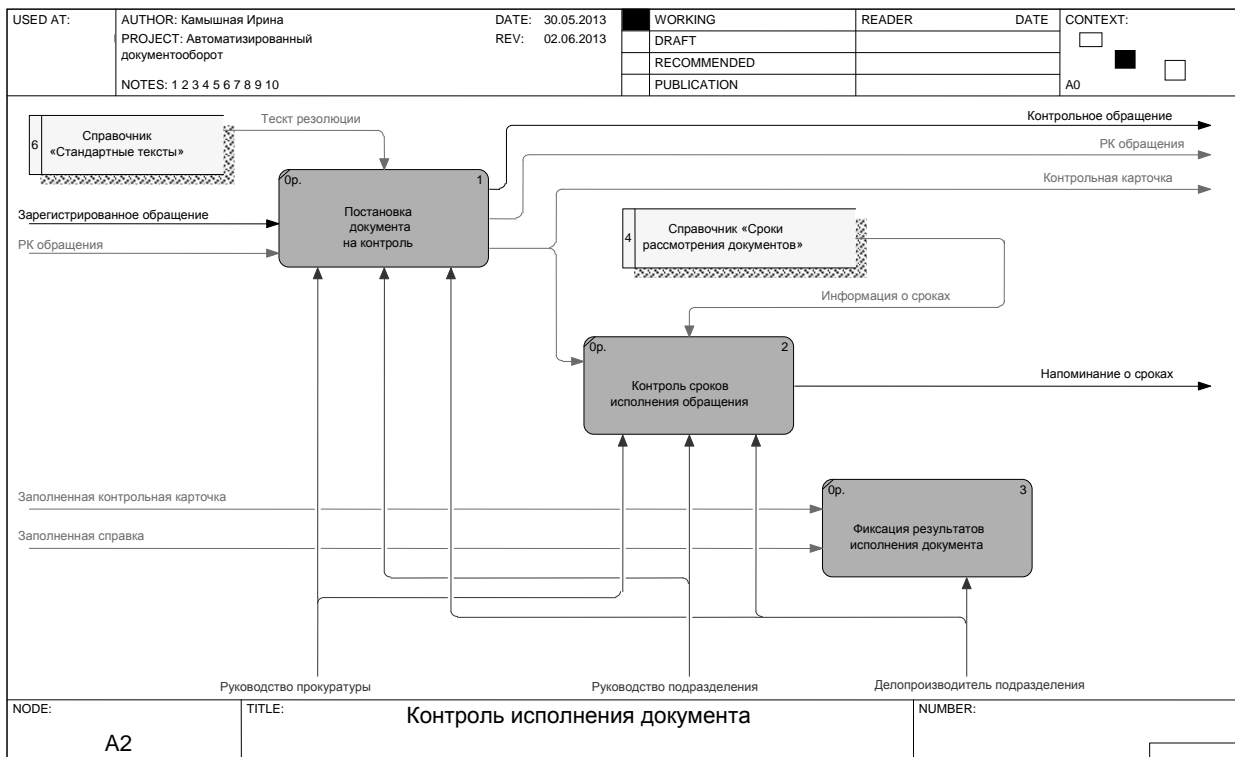 USED AT:
AUTHOR: Камышная Ирина
DATE: 30.05.2013
WORKING
READER
DATE
CONTEXT:
PROJECT: Автоматизированный
документооборот
REV: 02.06.2013
DRAFT
RECOMMENDED
NOTES: 1 2 3 4 5 6 7 8 9 10
PUBLICATION
A0
6
Справочник
«Стандартные тексты»
Тескт резолюции
Контрольное обращение
РК обращения
Контрольная карточка
0р.
1
Постановка
документа
на контроль
Зарегистрированное обращение
РК обращения
4
Справочник «Сроки
рассмотрения документов»
Информация о сроках
0р.
2
Контроль сроков
исполнения обращения
Напоминание о сроках
Заполненная контрольная карточка
Заполненная справка
0р.
3
Фиксация результатов
исполнения документа
Руководство прокуратуры
Руководство подразделения
Делопроизводитель подразделения
NODE:
A2
TITLE:
Контроль исполнения документа
NUMBER: